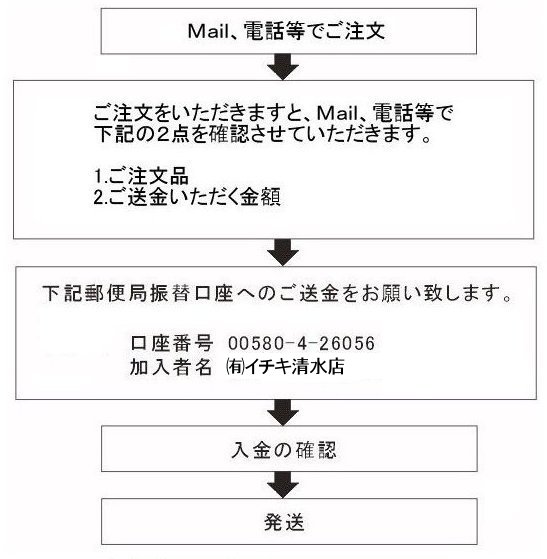 Mail、電話等でご注文
ご注文をいただきますと、Mail、電話等で
下記の2点を確認させていただきます。
1.ご注文品
2.ご送金いただく金額
下記郵便局振替口座へのご送金をお願い致します。
口座番号 00580-4-26056
加入者名 ㈲イチキ清水店
入金の確認
発送